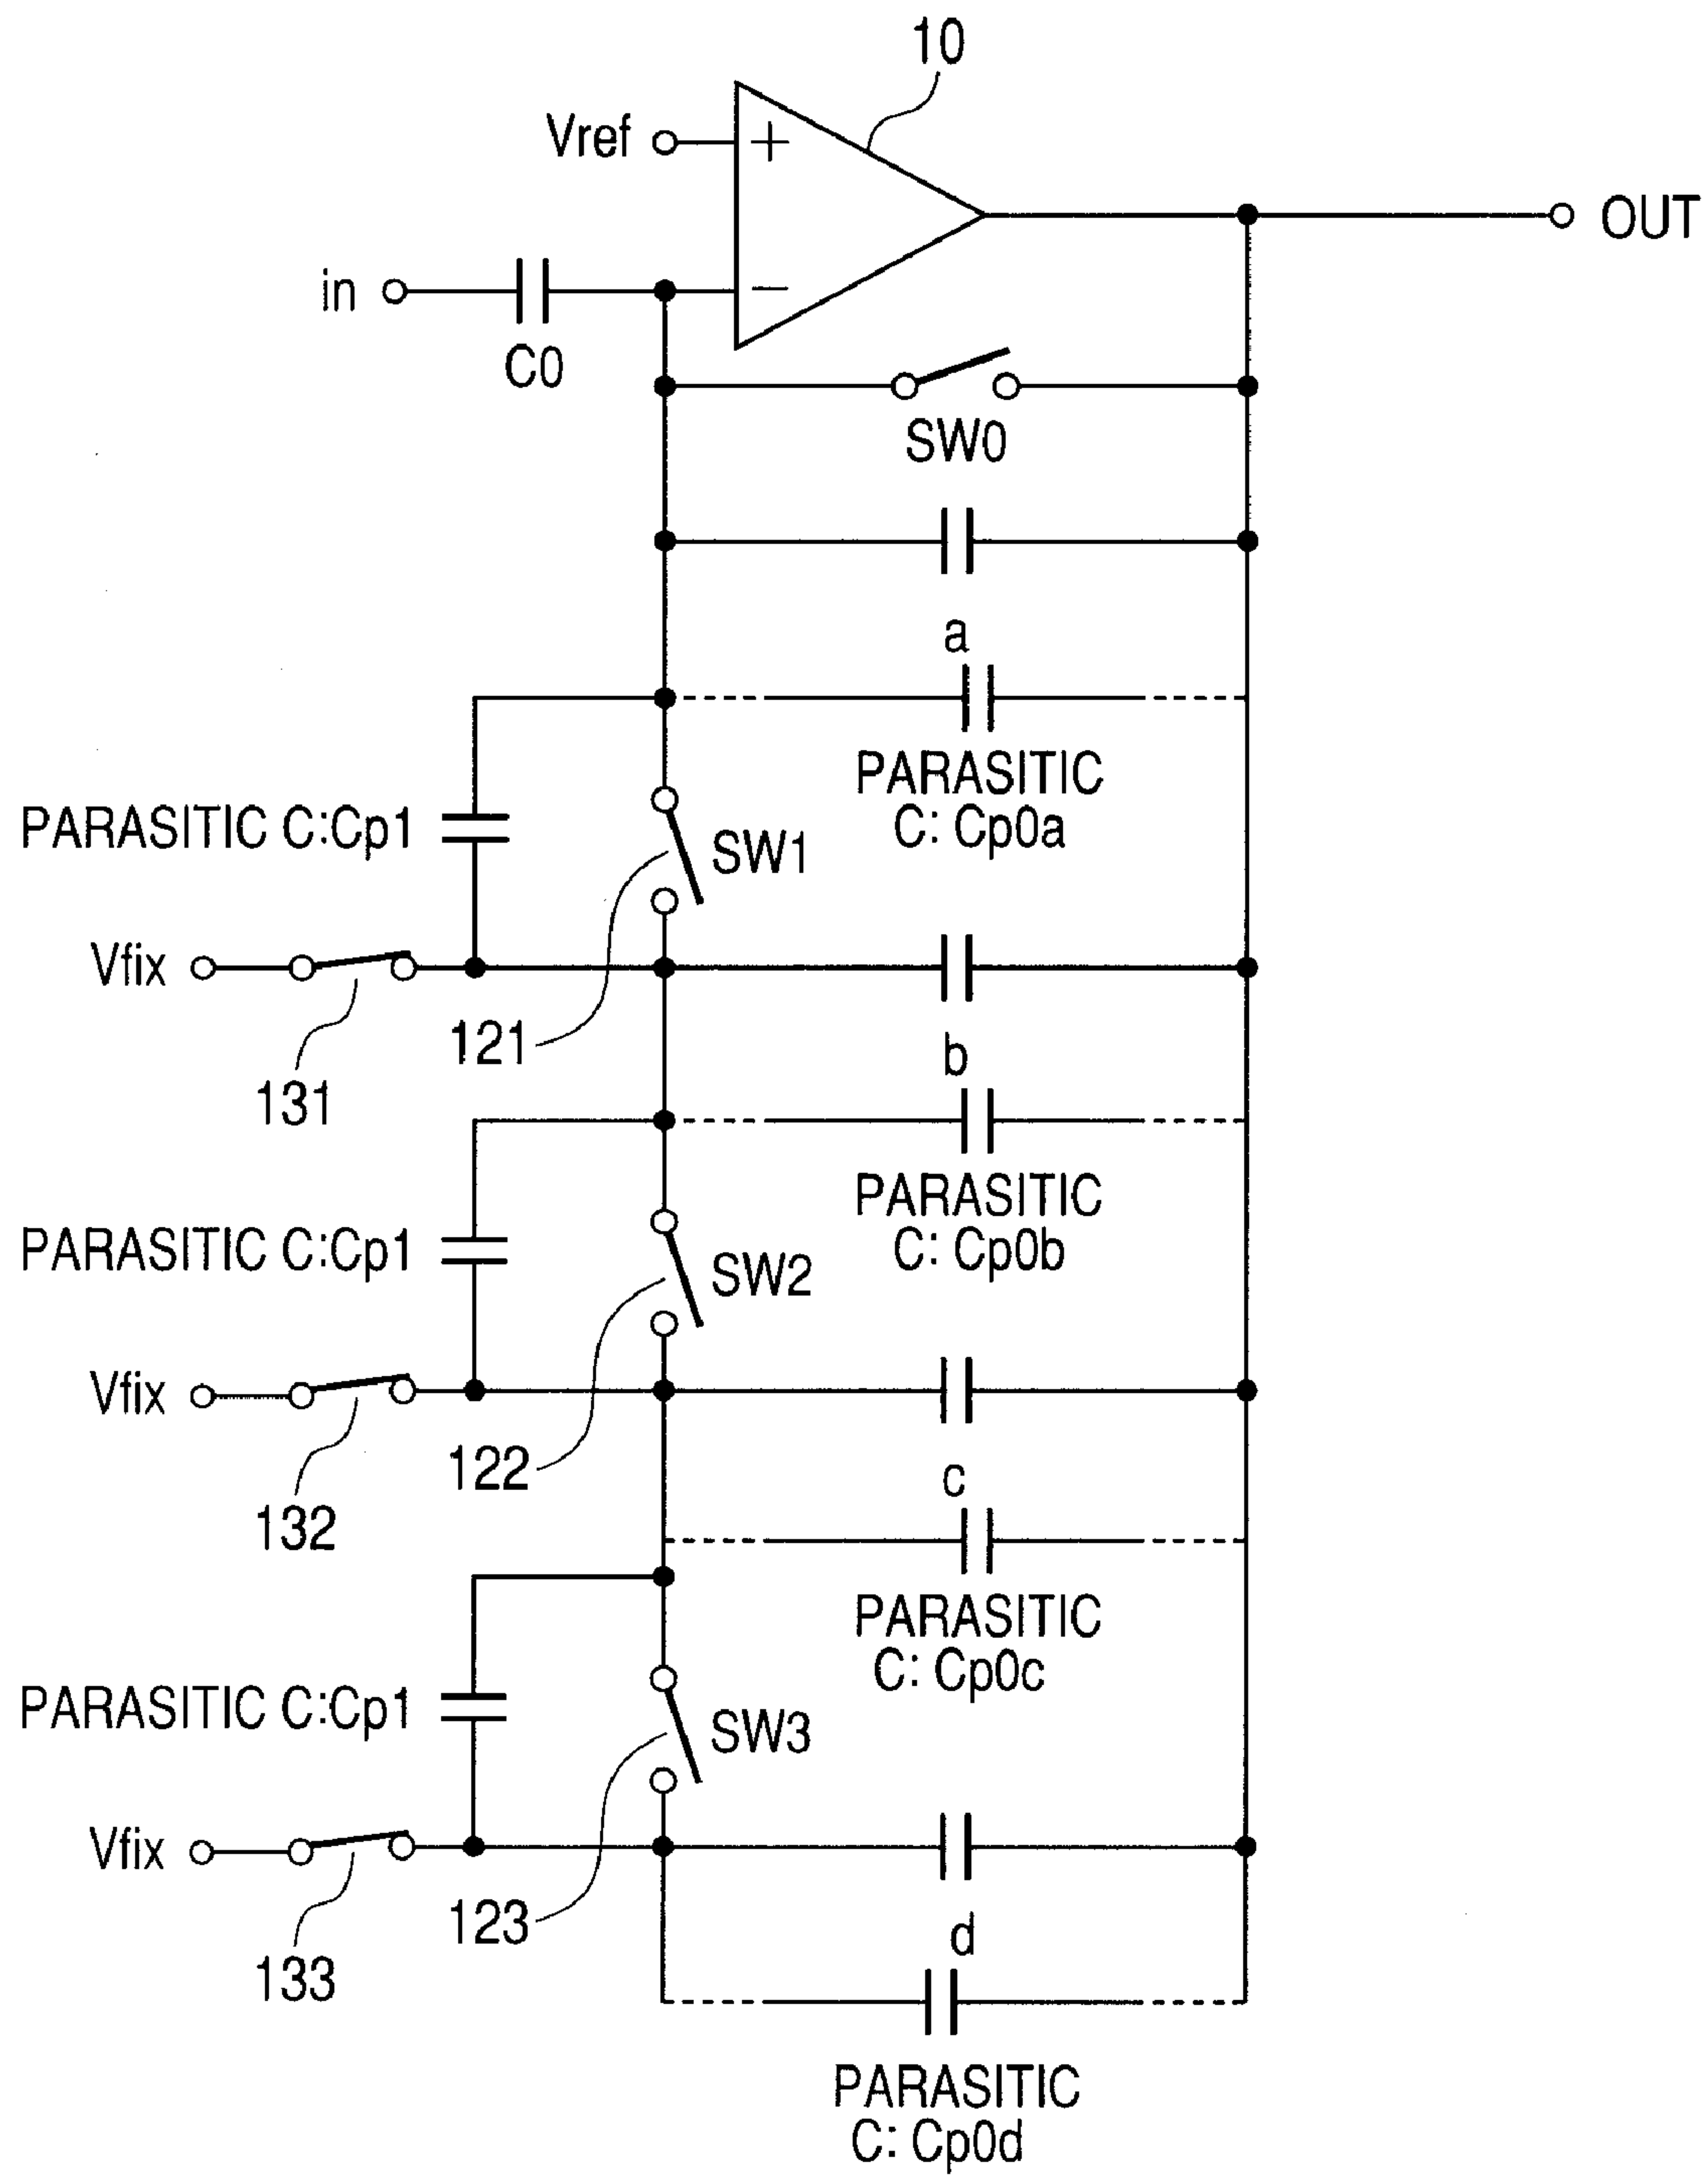 10
Vref
+
OUT
in
−
C0
SW0
a
PARASITIC
C: Cp0a
PARASITIC C:Cp1
SW1
Vfix
121
131
b
PARASITIC
C: Cp0b
PARASITIC C:Cp1
SW2
Vfix
122
132
c
PARASITIC
C: Cp0c
PARASITIC C:Cp1
SW3
Vfix
123
133
d
PARASITIC
C: Cp0d